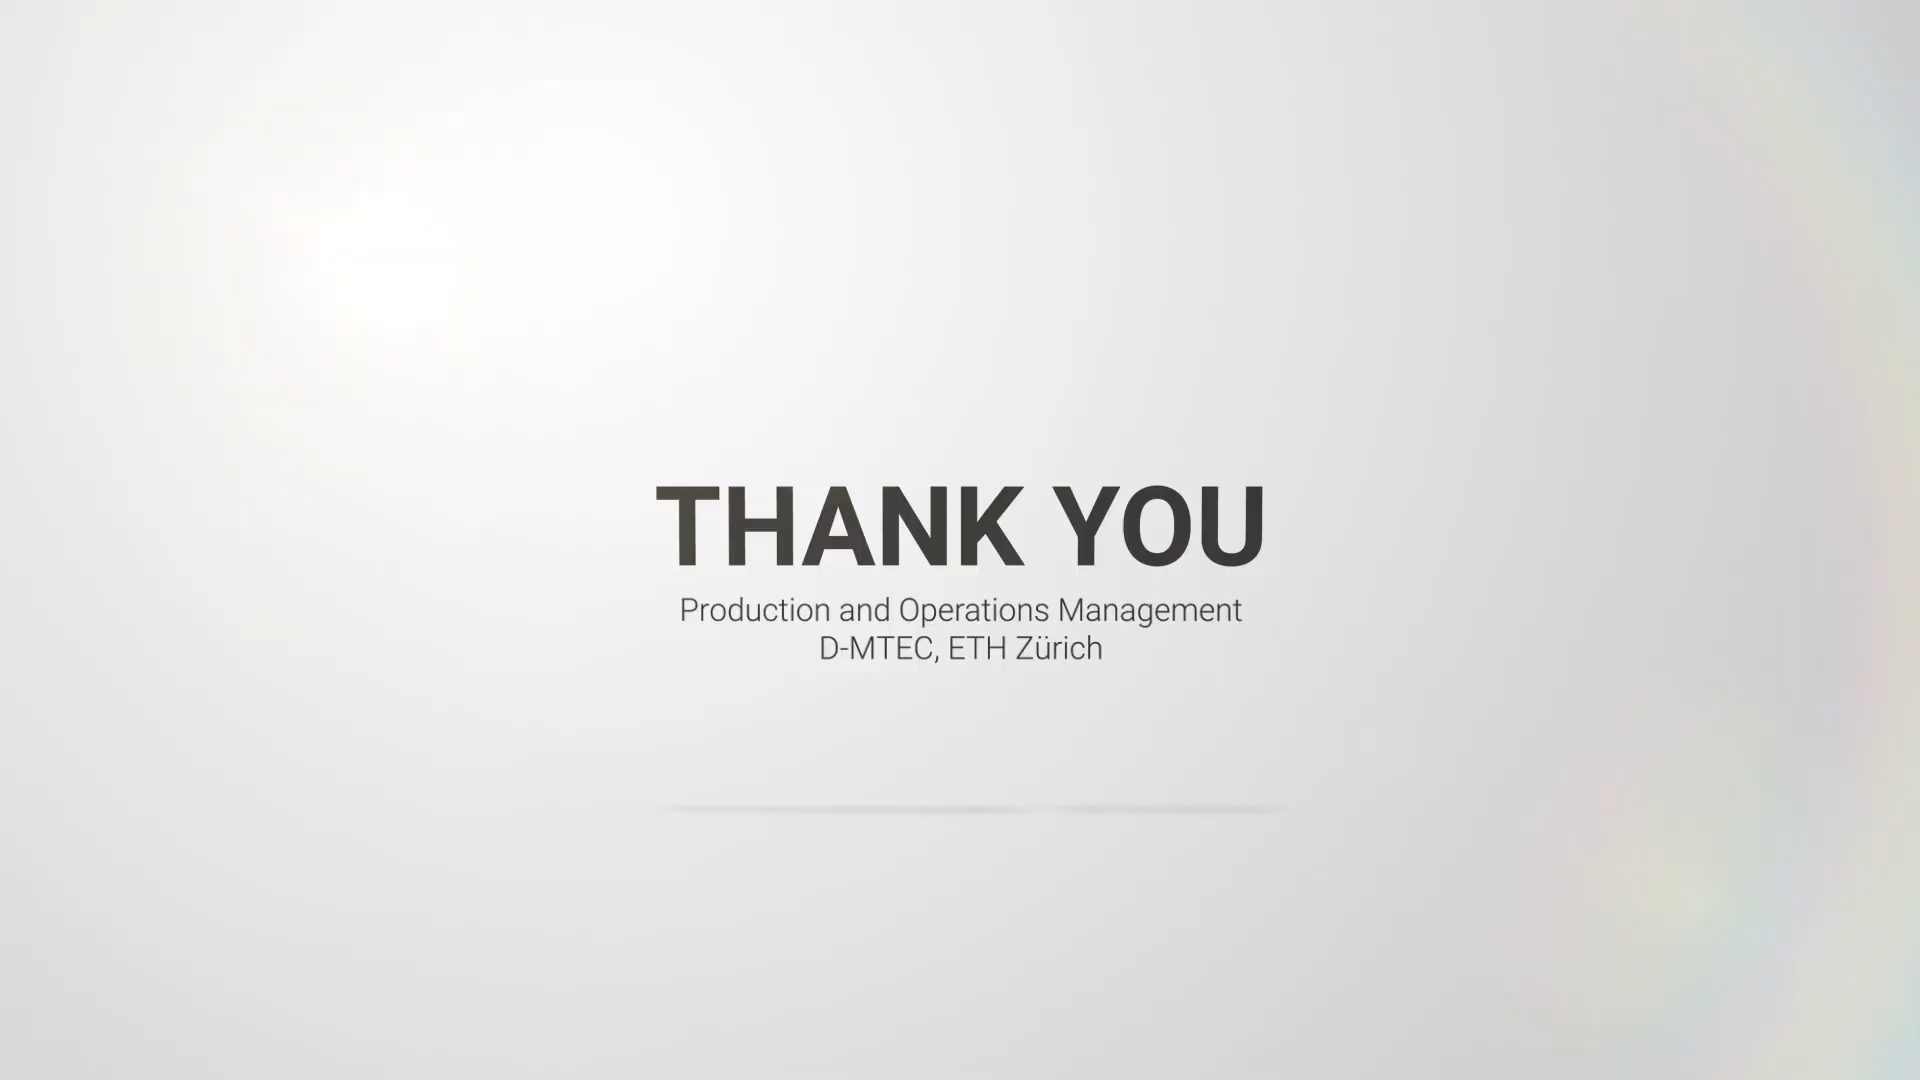 THANK YOU
Production and Operations Management
D-MTEC, ETH Zürich